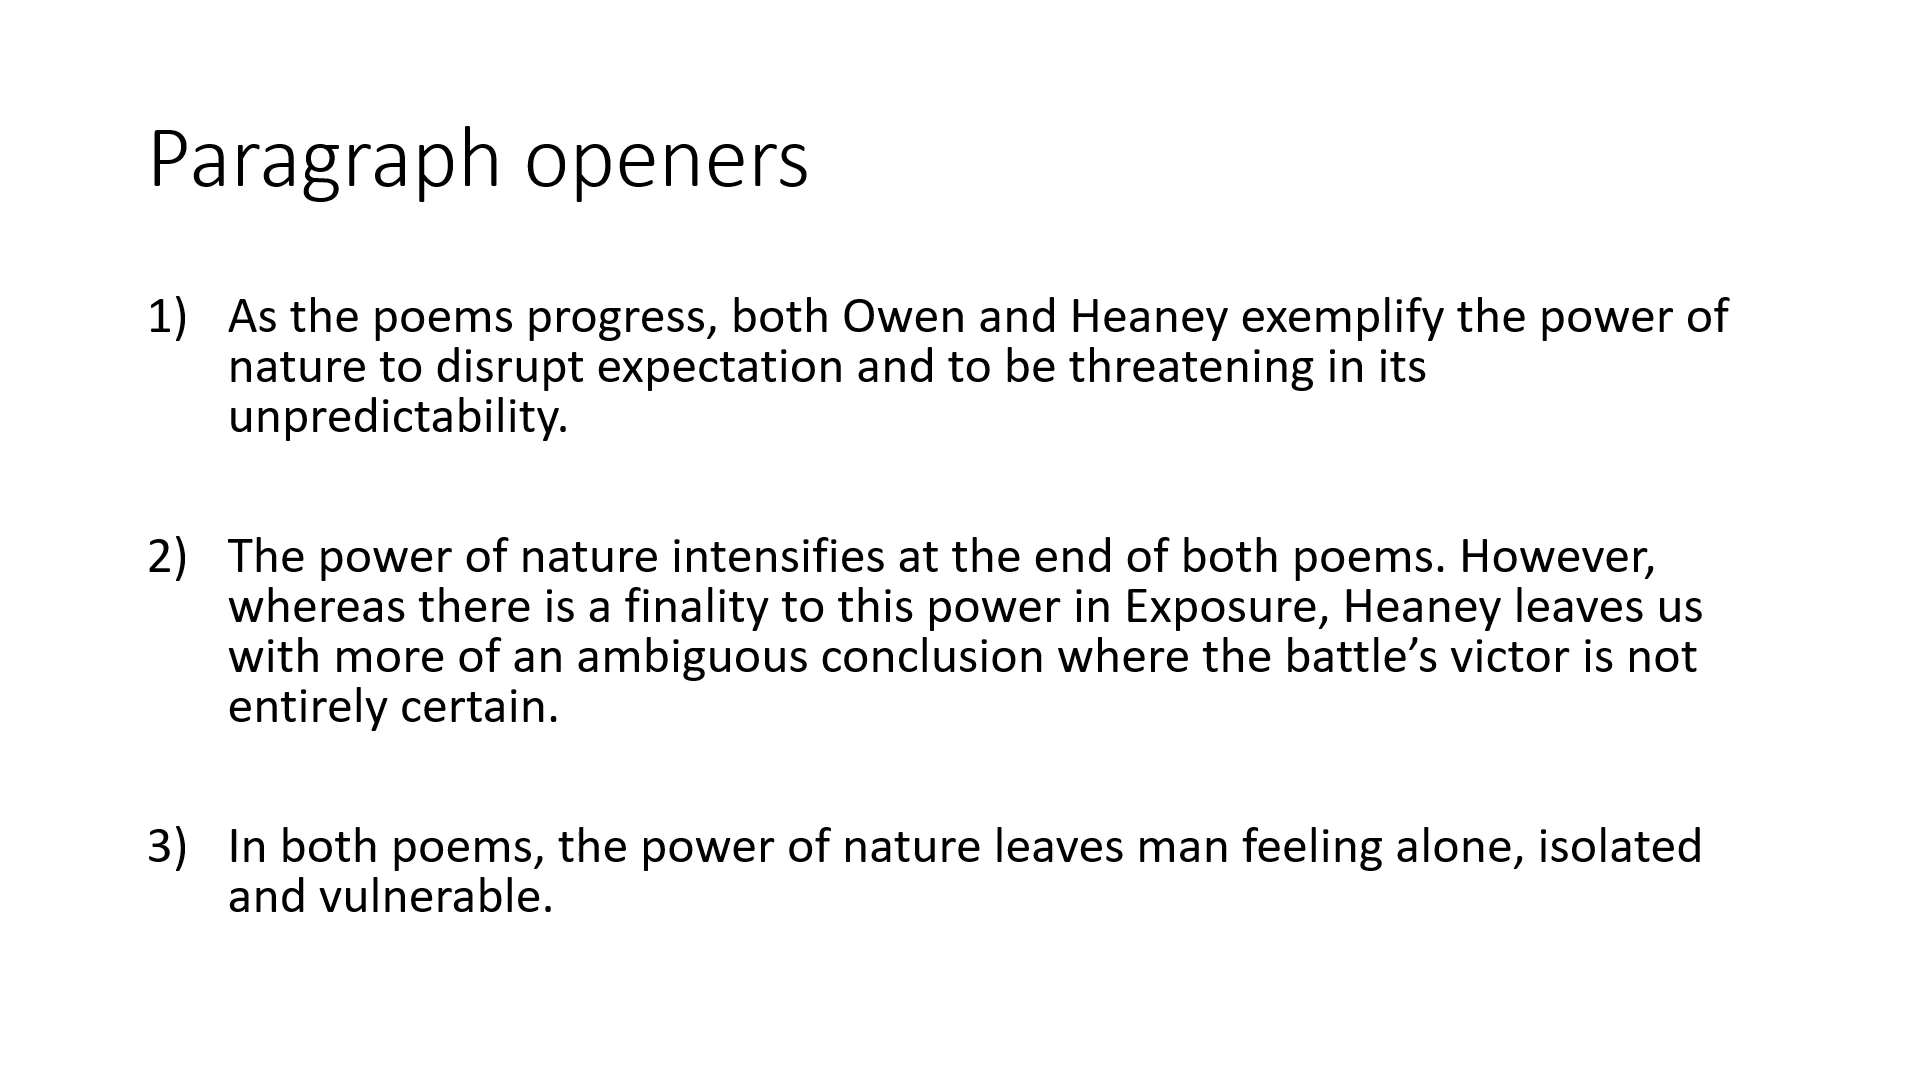 Paragraph openers
1) As the poems progress, both Owen and Heaney exemplify the power of
nature to disrupt expectation and to be threatening in its
unpredictability.
2) The power of nature intensifies at the end of both poems. However,
whereas there is a finality to this power in Exposure, Heaney leaves us
with more of an ambiguous conclusion where the battle’s victor is not
entirely certain.
3) In both poems, the power of nature leaves man feeling alone, isolated
and vulnerable.